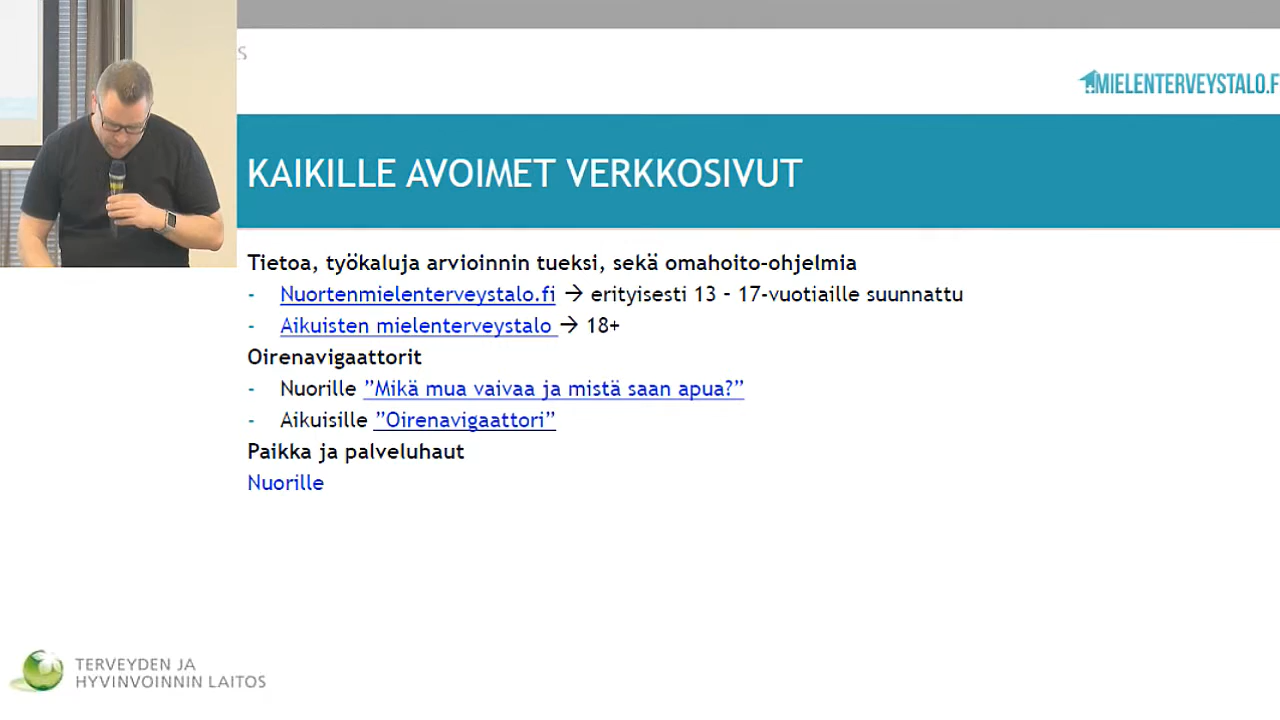 S
MIELENTERVEYSTALO.F
KAIKILLE AVOIMET VERKKOSIVUT
Tietoa, työkaluja arvioinnin tueksi, sekä omahoito-ohjelmia
- Nuortenmielenterveystalo.fi → erityisesti 13 – 17-vuotiaille suunnattu
- Aikuisten mielenterveystalo → 18+
Oirenavigaattorit
- Nuorille ”Mikä mua vaivaa ja mistä saan apua?”
- Aikuisille ”Oirenavigaattori”
Paikka ja palveluhaut
Nuorille
TERVEYDEN JA
HYVINVOINNIN LAITOS